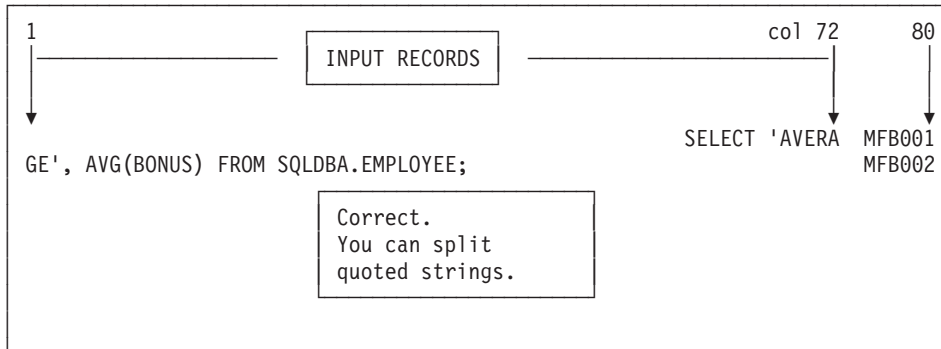 1 col 72 80
INPUT RECORDS
SELECT 'AVERA MFB001
GE', AVG(BONUS) FROM SQLDBA.EMPLOYEE; MFB002
Correct.
You can split
quoted strings.